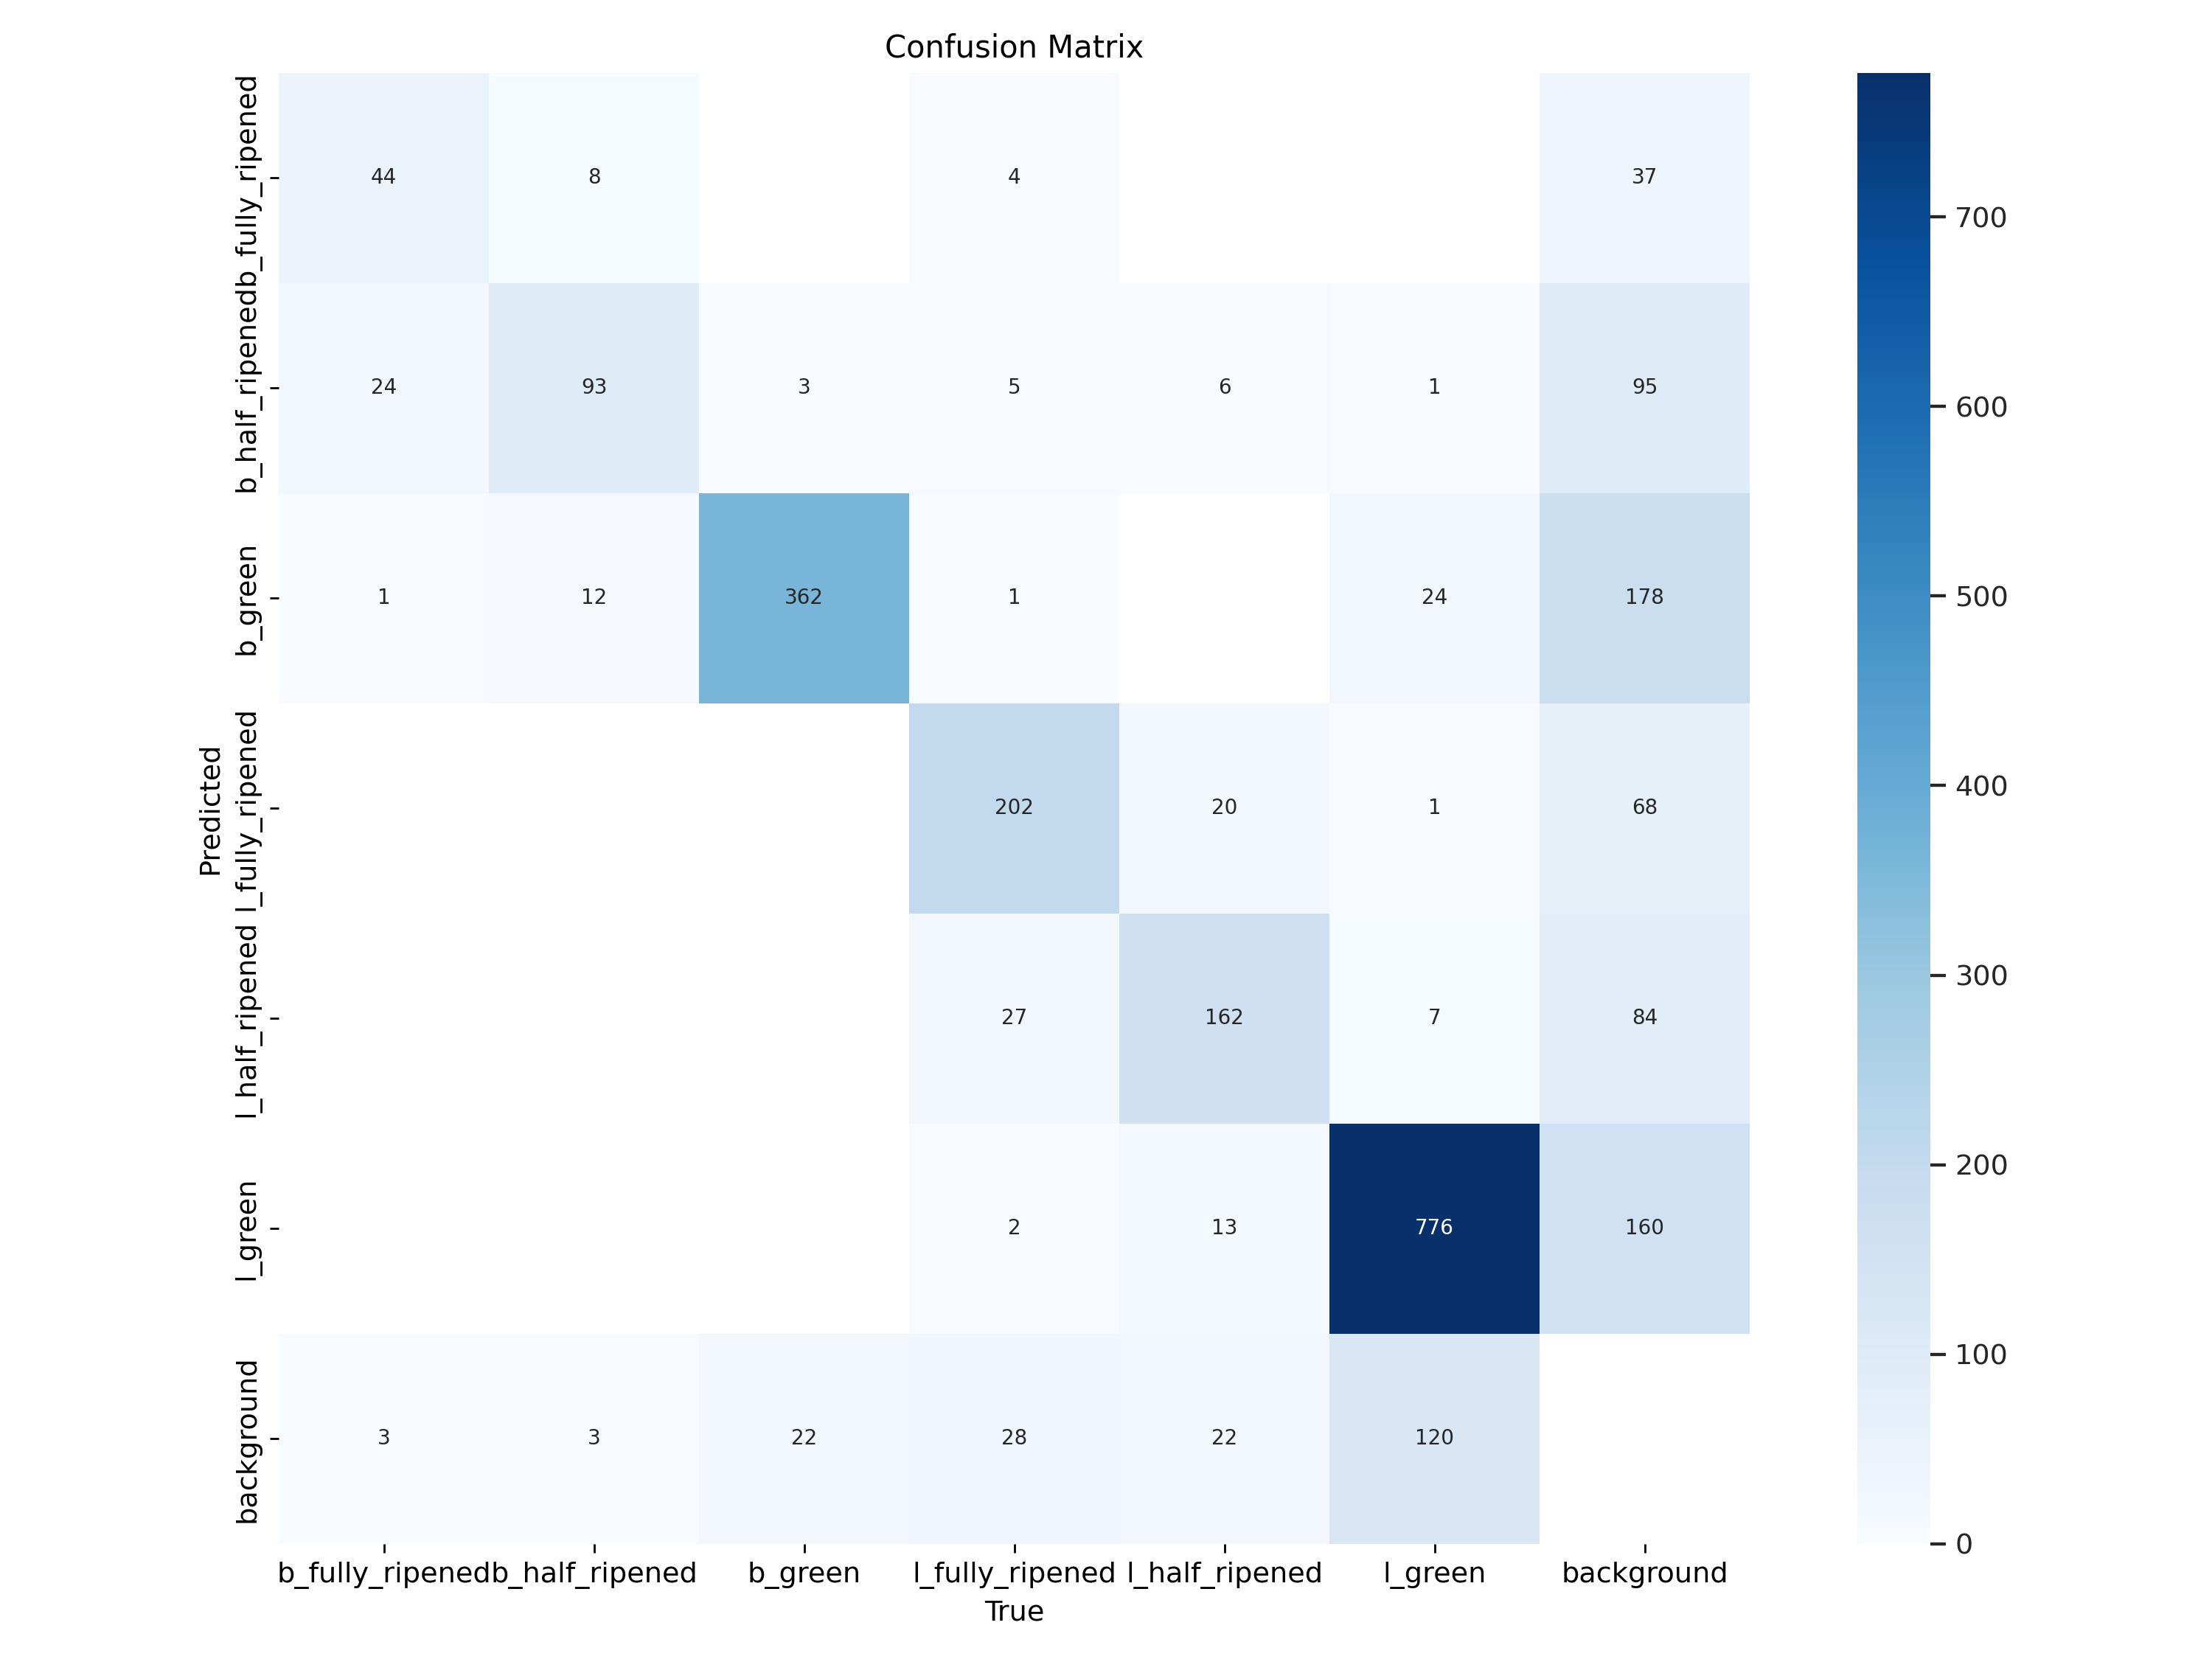 Confusion Matrix
b_fully_ripened
44 8 4 37
700
b_half_ripened
24 93 3 5 6 1 95
600
b_green
1 12 362 1 24 178
500
Predicted
l_fully_ripened
202 20 1 68
400
l_half_ripened
27 162 7 84
300
l_green
2 13 776 160
200
background
3 3 22 28 22 120
100
0
b_fully_ripened b_half_ripened b_green l_fully_ripened l_half_ripened l_green background
True